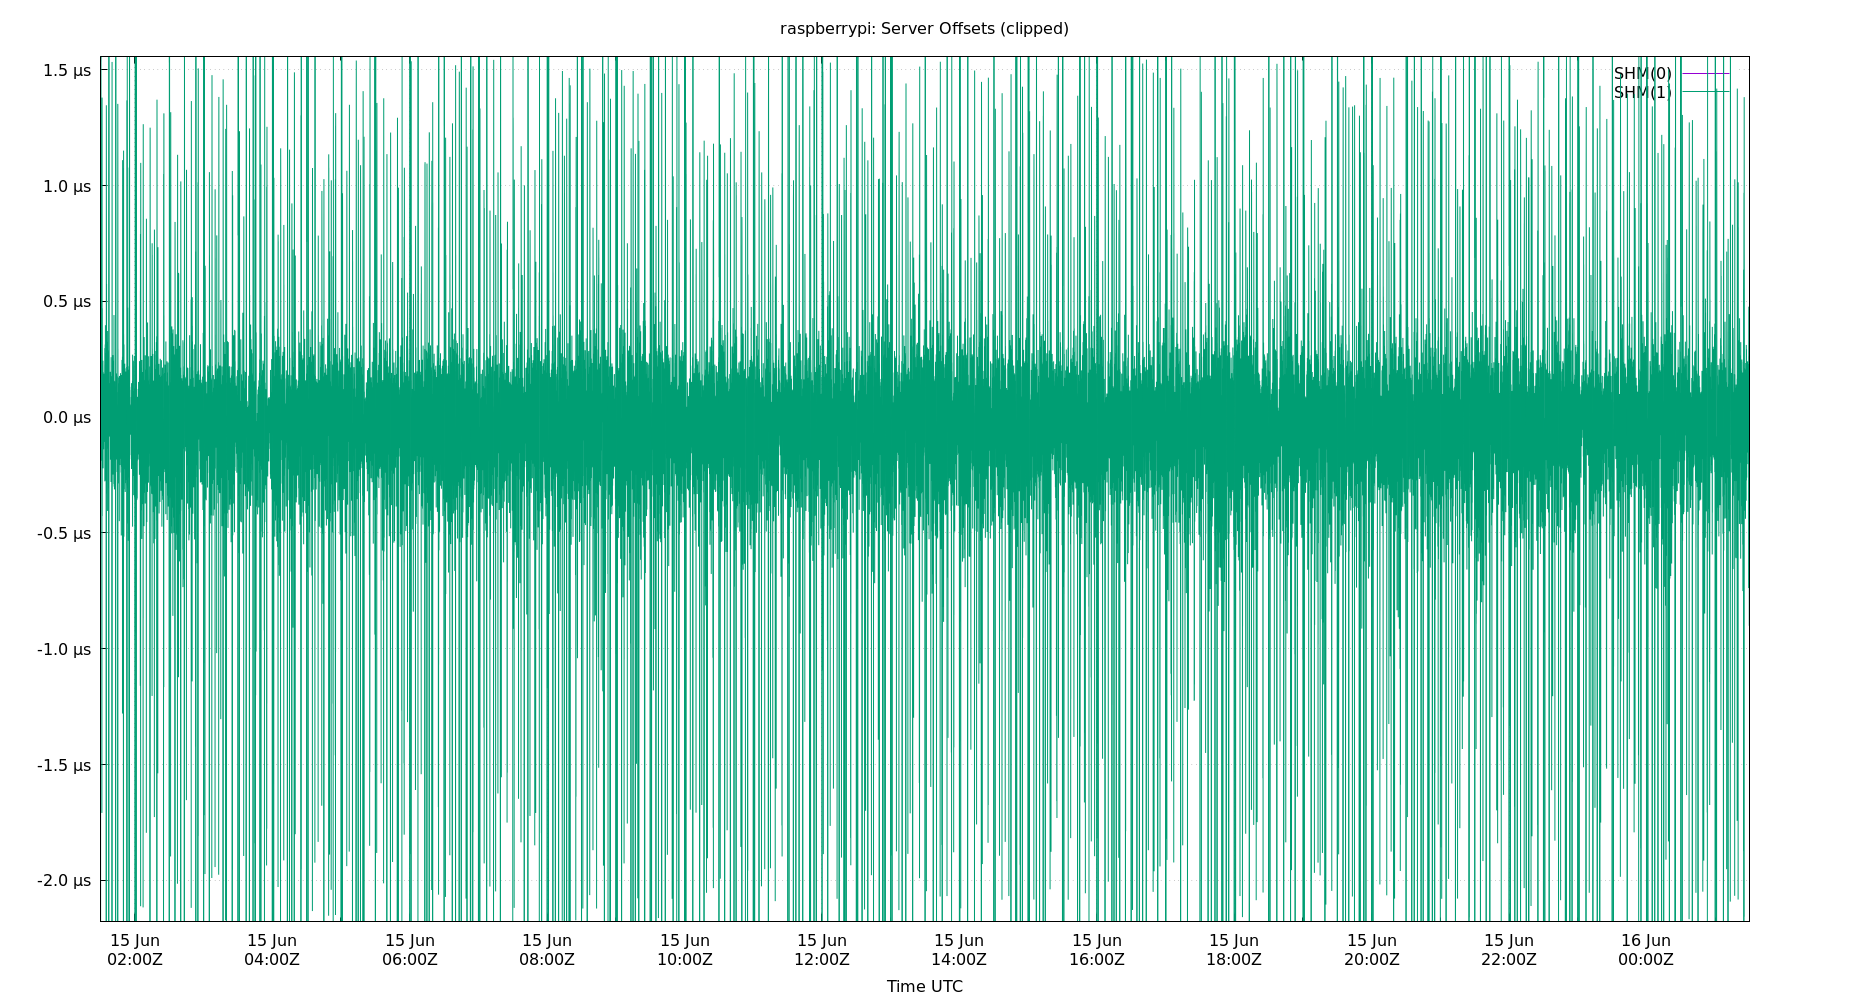 raspberrypi: Server Offsets (clipped)
SHM(0)
SHM(1)
1.5 µs
1.0 µs
0.5 µs
0.0 µs
-0.5 µs
-1.0 µs
-1.5 µs
-2.0 µs
15 Jun 15 Jun 15 Jun 15 Jun 15 Jun 15 Jun 15 Jun 15 Jun 15 Jun 15 Jun 15 Jun 16 Jun
02:00Z 04:00Z 06:00Z 08:00Z 10:00Z 12:00Z 14:00Z 16:00Z 18:00Z 20:00Z 22:00Z 00:00Z
Time UTC